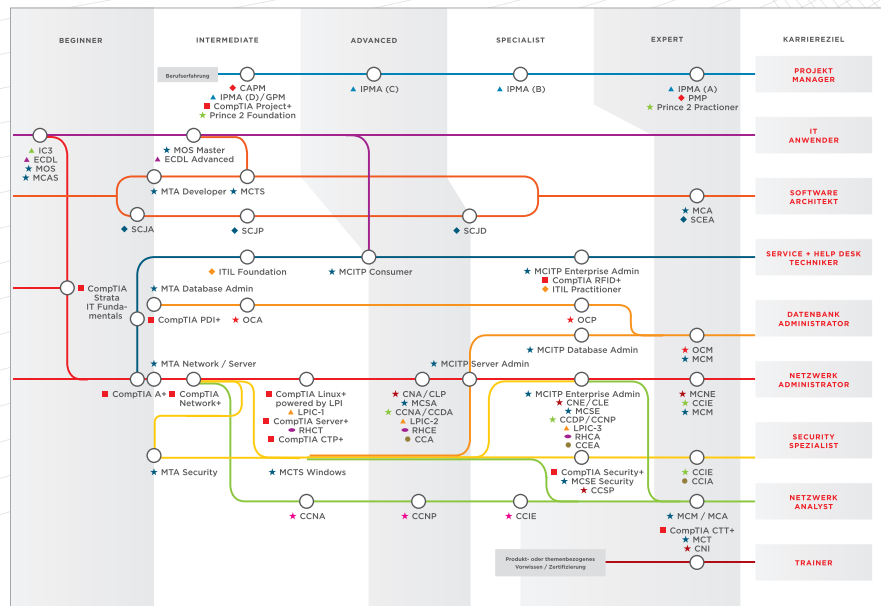 BEGINNER
INTERMEDIATE
ADVANCED
SPECIALIST
EXPERT
KARRIEREZIEL
Berufserfahrung
CAPM
IPMA (D)/GPM
CompTIA Project+
Prince 2 Foundation
IPMA (C)
IPMA (B)
IPMA (A)
PMP
Prince 2 Practioner
PROJEKT
MANAGER
IC3
ECDL
MOS
MCAS
MOS Master
ECDL Advanced
IT
ANWENDER
MTA Developer
MCTS
SCJA
SCJP
SCJD
MCA
SCEA
SOFTWARE
ARCHITEKT
ITIL Foundation
MCITP Consumer
MCITP Enterprise Admin
CompTIA RFID+
ITIL Practitioner
SERVICE + HELP DESK
TECHNIKER
CompTIA
Strata
IT Funda-
mentals
MTA Database Admin
CompTIA PDI+
OCA
OCP
MCITP Database Admin
OCM
MCM
DATENBANK
ADMINISTRATOR
MTA Network / Server
MCITP Server Admin
CompTIA A+
CompTIA
Network+
CompTIA Linux+
powered by LPI
LPIC-1
CompTIA Server+
RHCT
CompTIA CTP+
CNA/CLP
MCSA
CCNA/CCDA
LPIC-2
RHCE
CCA
MCITP Enterprise Admin
CNE/CLE
MCSE
CCDP/CCNP
LPIC-3
RHCA
CCEA
MCNE
CCIE
MCM
NETZWERK
ADMINISTRATOR
MTA Security
MCTS Windows
CompTIA Security+
MCSE Security
CCSP
CCIE
CCIA
SECURITY
SPEZIALIST
CCNA
CCNP
CCIE
MCM / MCA
NETZWERK
ANALYST
CompTIA CTT+
MCT
CNI
Produkt- oder themenbezogenes
Vorwissen / Zertifizierung
TRAINER